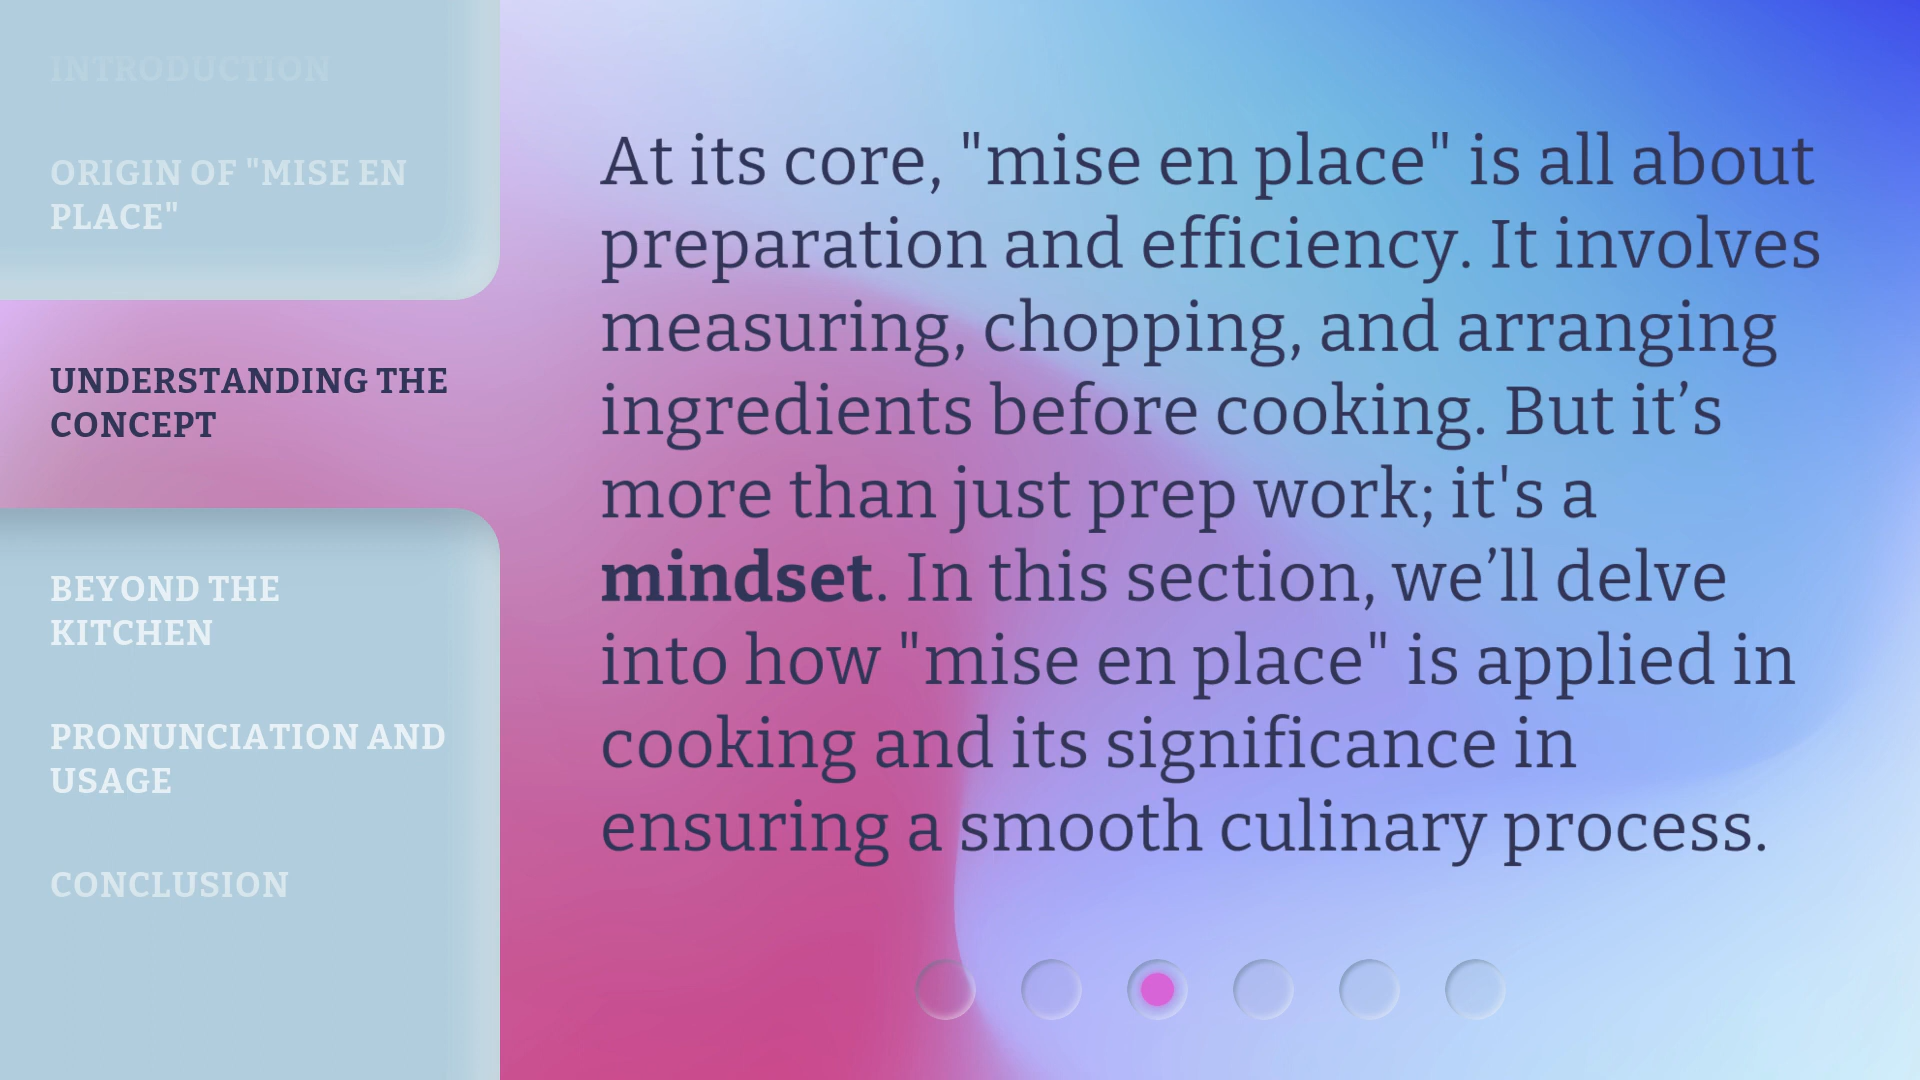 INTRODUCTION
ORIGIN OF "MISE EN
PLACE"
UNDERSTANDING THE
CONCEPT
BEYOND THE
KITCHEN
PRONUNCIATION AND
USAGE
CONCLUSION
At its core, "mise en place" is all about
preparation and efficiency. It involves
measuring, chopping, and arranging
ingredients before cooking. But it’s
more than just prep work; it's a
mindset. In this section, we’ll delve
into how "mise en place" is applied in
cooking and its significance in
ensuring a smooth culinary process.